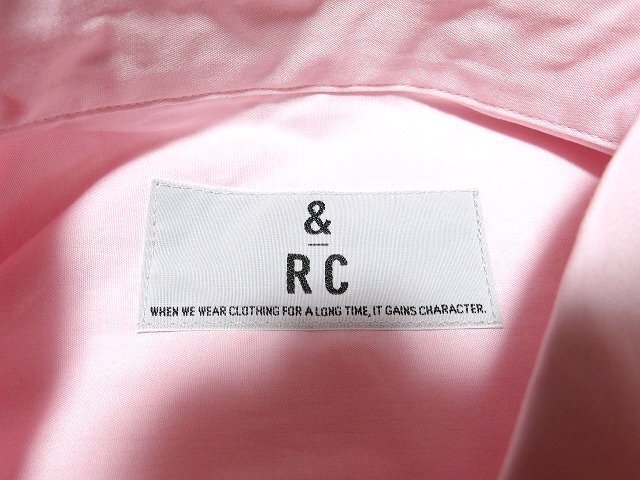 &
RC
WHEN WE WEAR CLOTHING FOR A LONG TIME, IT GAINS CHARACTER.